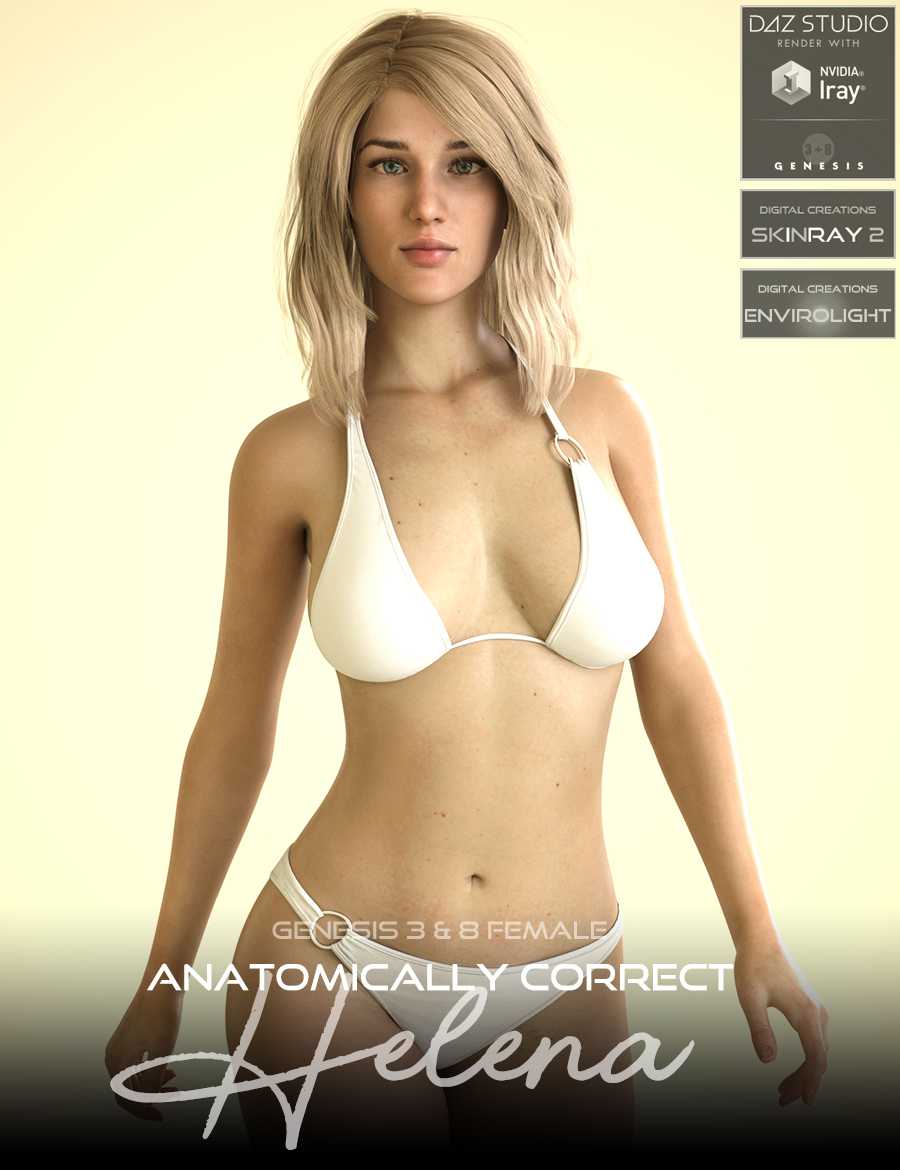 DAZ STUDIO
RENDER WITH
NVIDIA®
Iray®
3+8
GENESIS
DIGITAL CREATIONS
SKINRAY 2
DIGITAL CREATIONS
ENVIROLIGHT
GENESIS 3 & 8 FEMALE
ANATOMICALLY CORRECT
Helena